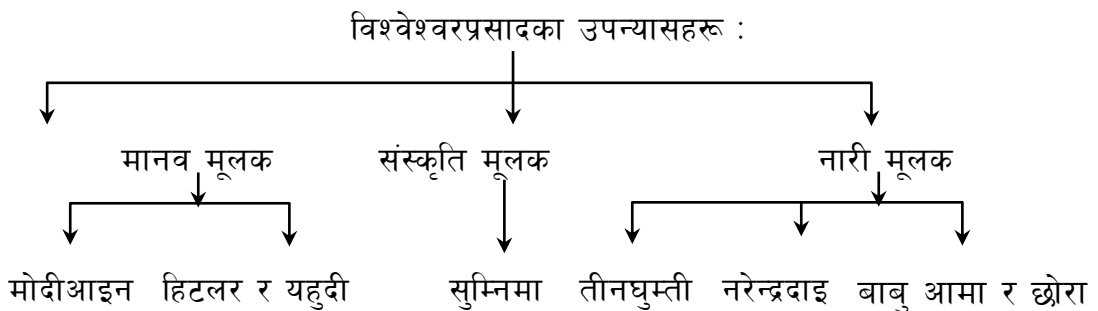 विश्वेश्वरप्रसादका उपन्यासहरू :
मानव मूलक संस्कृति मूलक नारी मूलक
मोदीआइन हिटलर र यहुदी सुम्निमा तीनघुम्ती नरेन्द्रदाइ बाबु आमा र छोरा